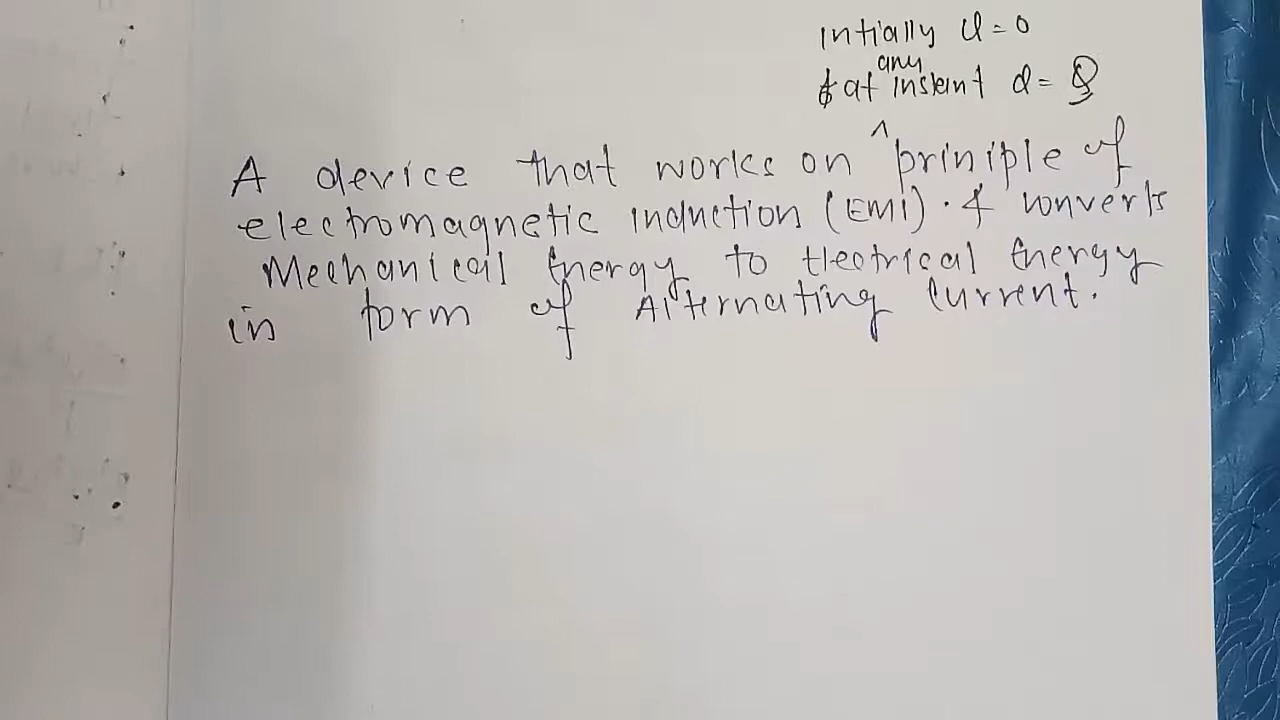 Intially U = 0
any
& at instant d = Q
^
A device that works on priniple of
electromagnetic induction (EMI). & converts
Mechanical Energy to Electrical Energy
in form of Alternating Current.